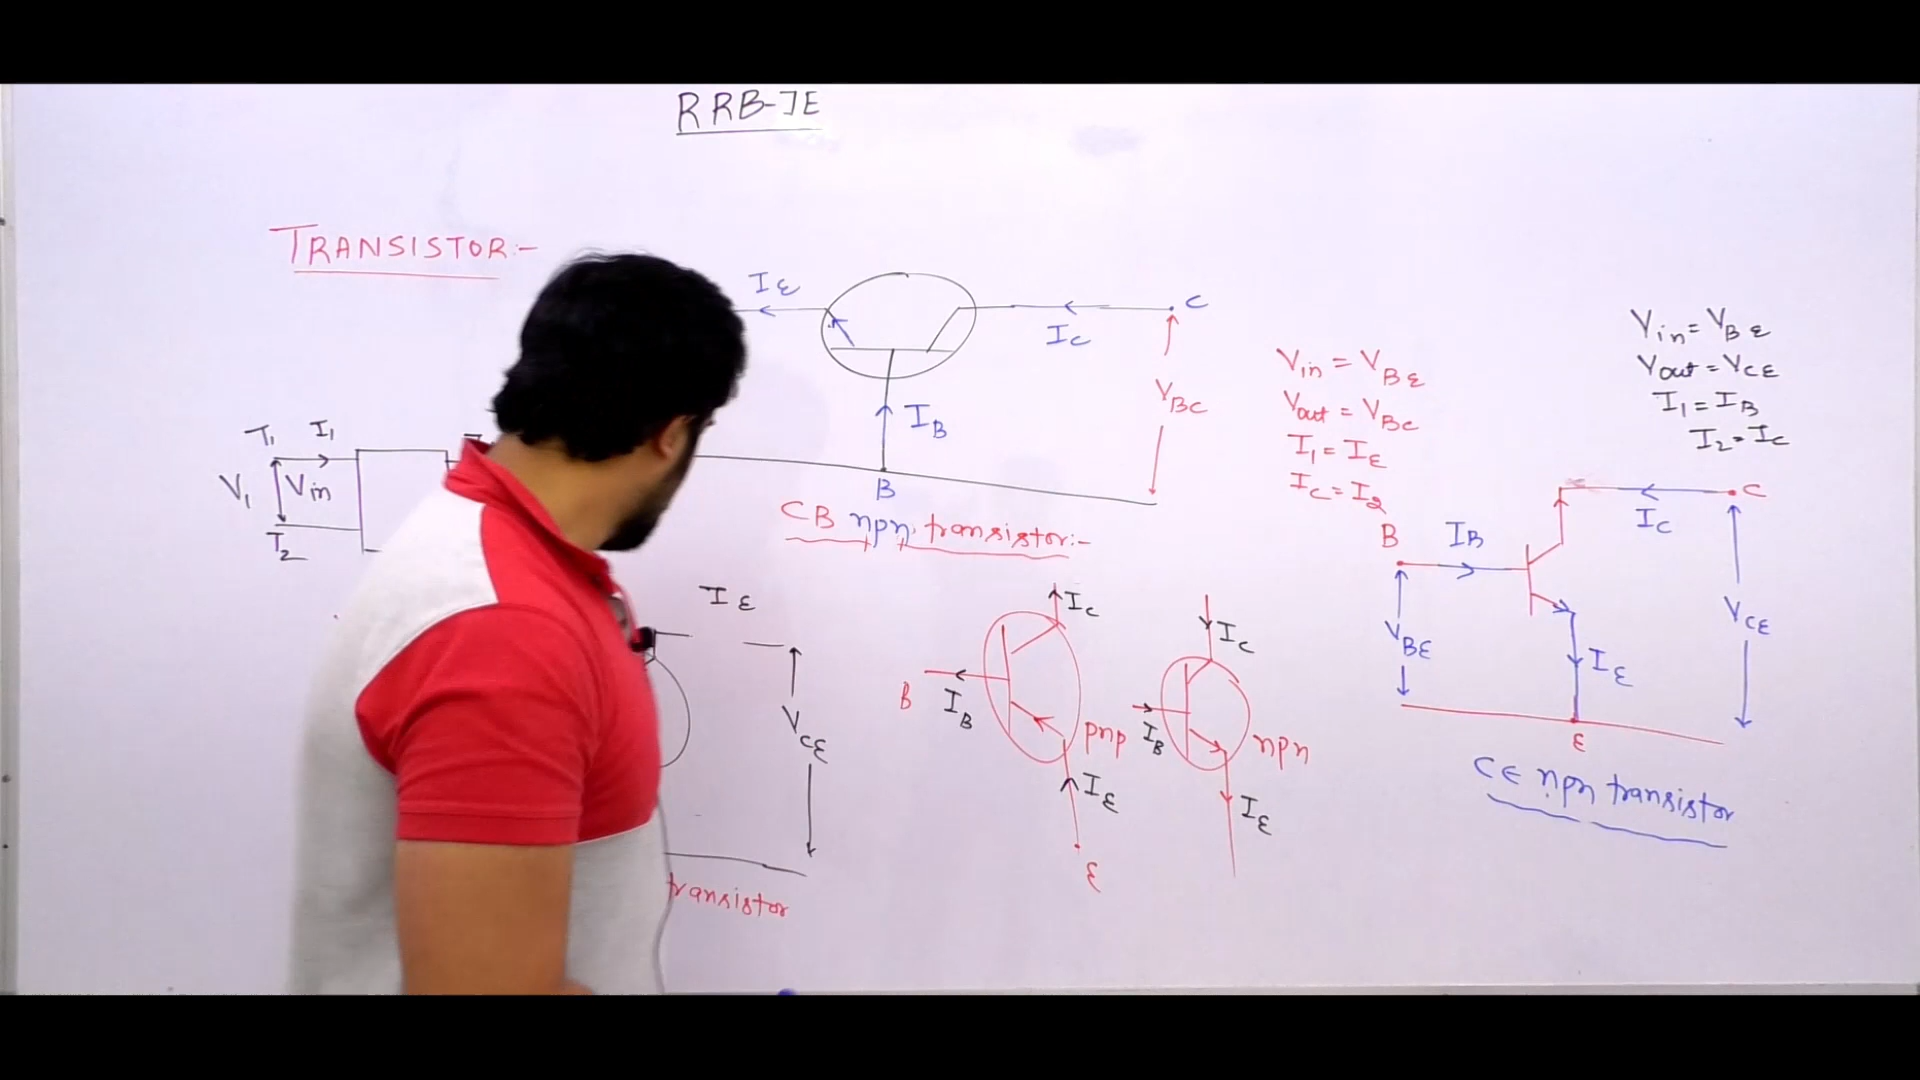 RRB-JE
TRANSISTOR:-
IE
IC
C
IB
VBC
B
CB npn transistor:-
T1
I1
V1
Vin
T2
Vin = VBE
Vout = VBC
I1 = IE
IC = I2
Vin = VBE
Vout = VCE
I1 = IB
I2 = IC
IE
VCE
transistor
IC
B
IB
pnp
IE
E
IC
IB
npn
IE
B
IB
IC
C
VBE
IE
VCE
E
CE npn transistor